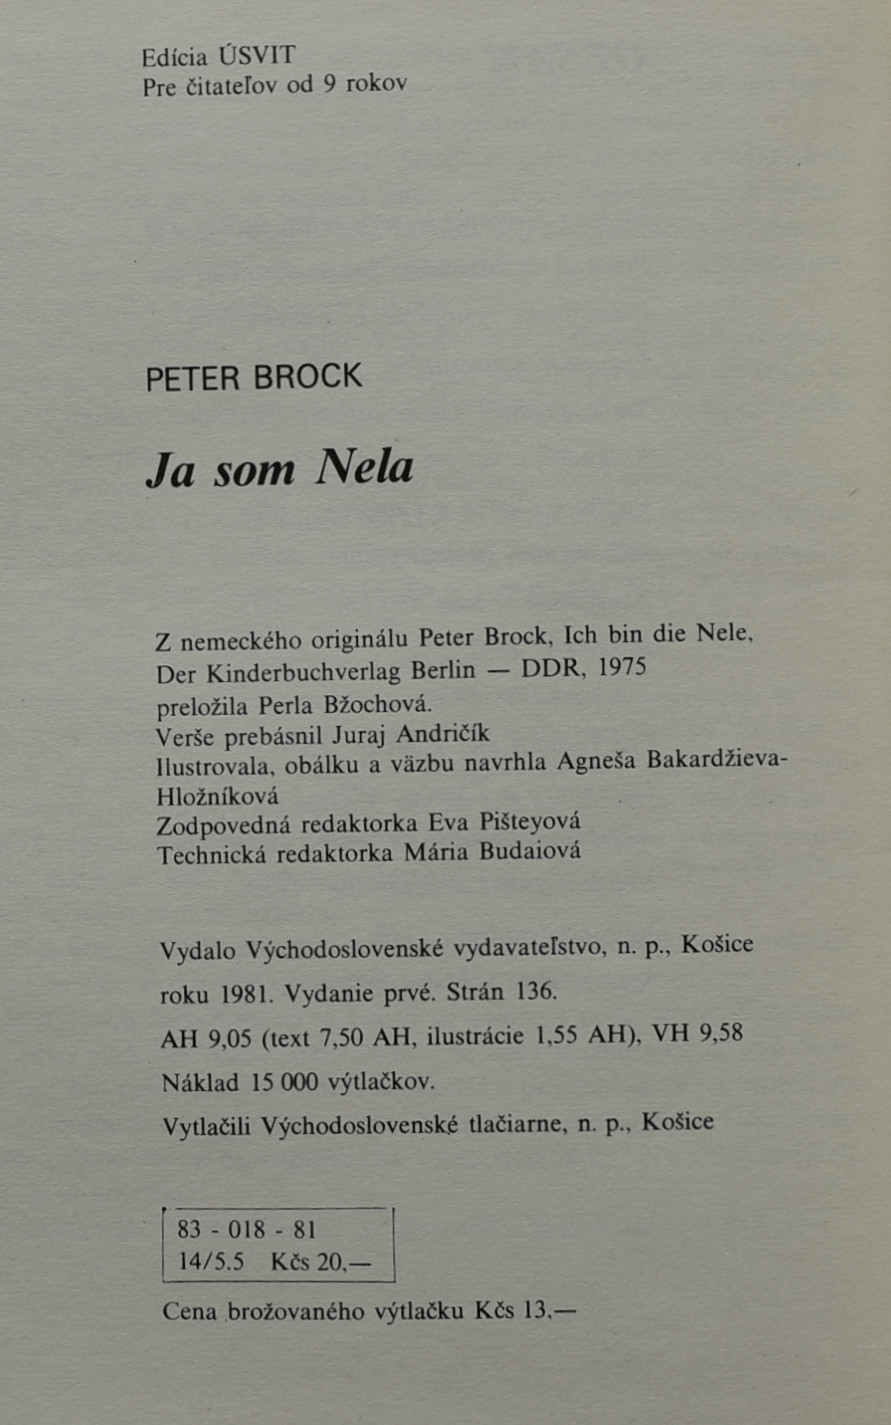 Edícia ÚSVIT
Pre čitateľov od 9 rokov
PETER BROCK
Ja som Nela
Z nemeckého originálu Peter Brock, Ich bin die Nele,
Der Kinderbuchverlag Berlin — DDR, 1975
preložila Perla Bžochová.
Verše prebásnil Juraj Andričík
Ilustrovala, obálku a väzbu navrhla Agneša Bakardžieva-
Hložníková
Zodpovedná redaktorka Eva Pišteyová
Technická redaktorka Mária Budaiová
Vydalo Východoslovenské vydavateľstvo, n. p., Košice
roku 1981. Vydanie prvé. Strán 136.
AH 9,05 (text 7,50 AH, ilustrácie 1,55 AH), VH 9,58
Náklad 15 000 výtlačkov.
Vytlačili Východoslovenské tlačiarne, n. p., Košice
83 - 018 - 81
14/5.5 Kčs 20,—
Cena brožovaného výtlačku Kčs 13,—